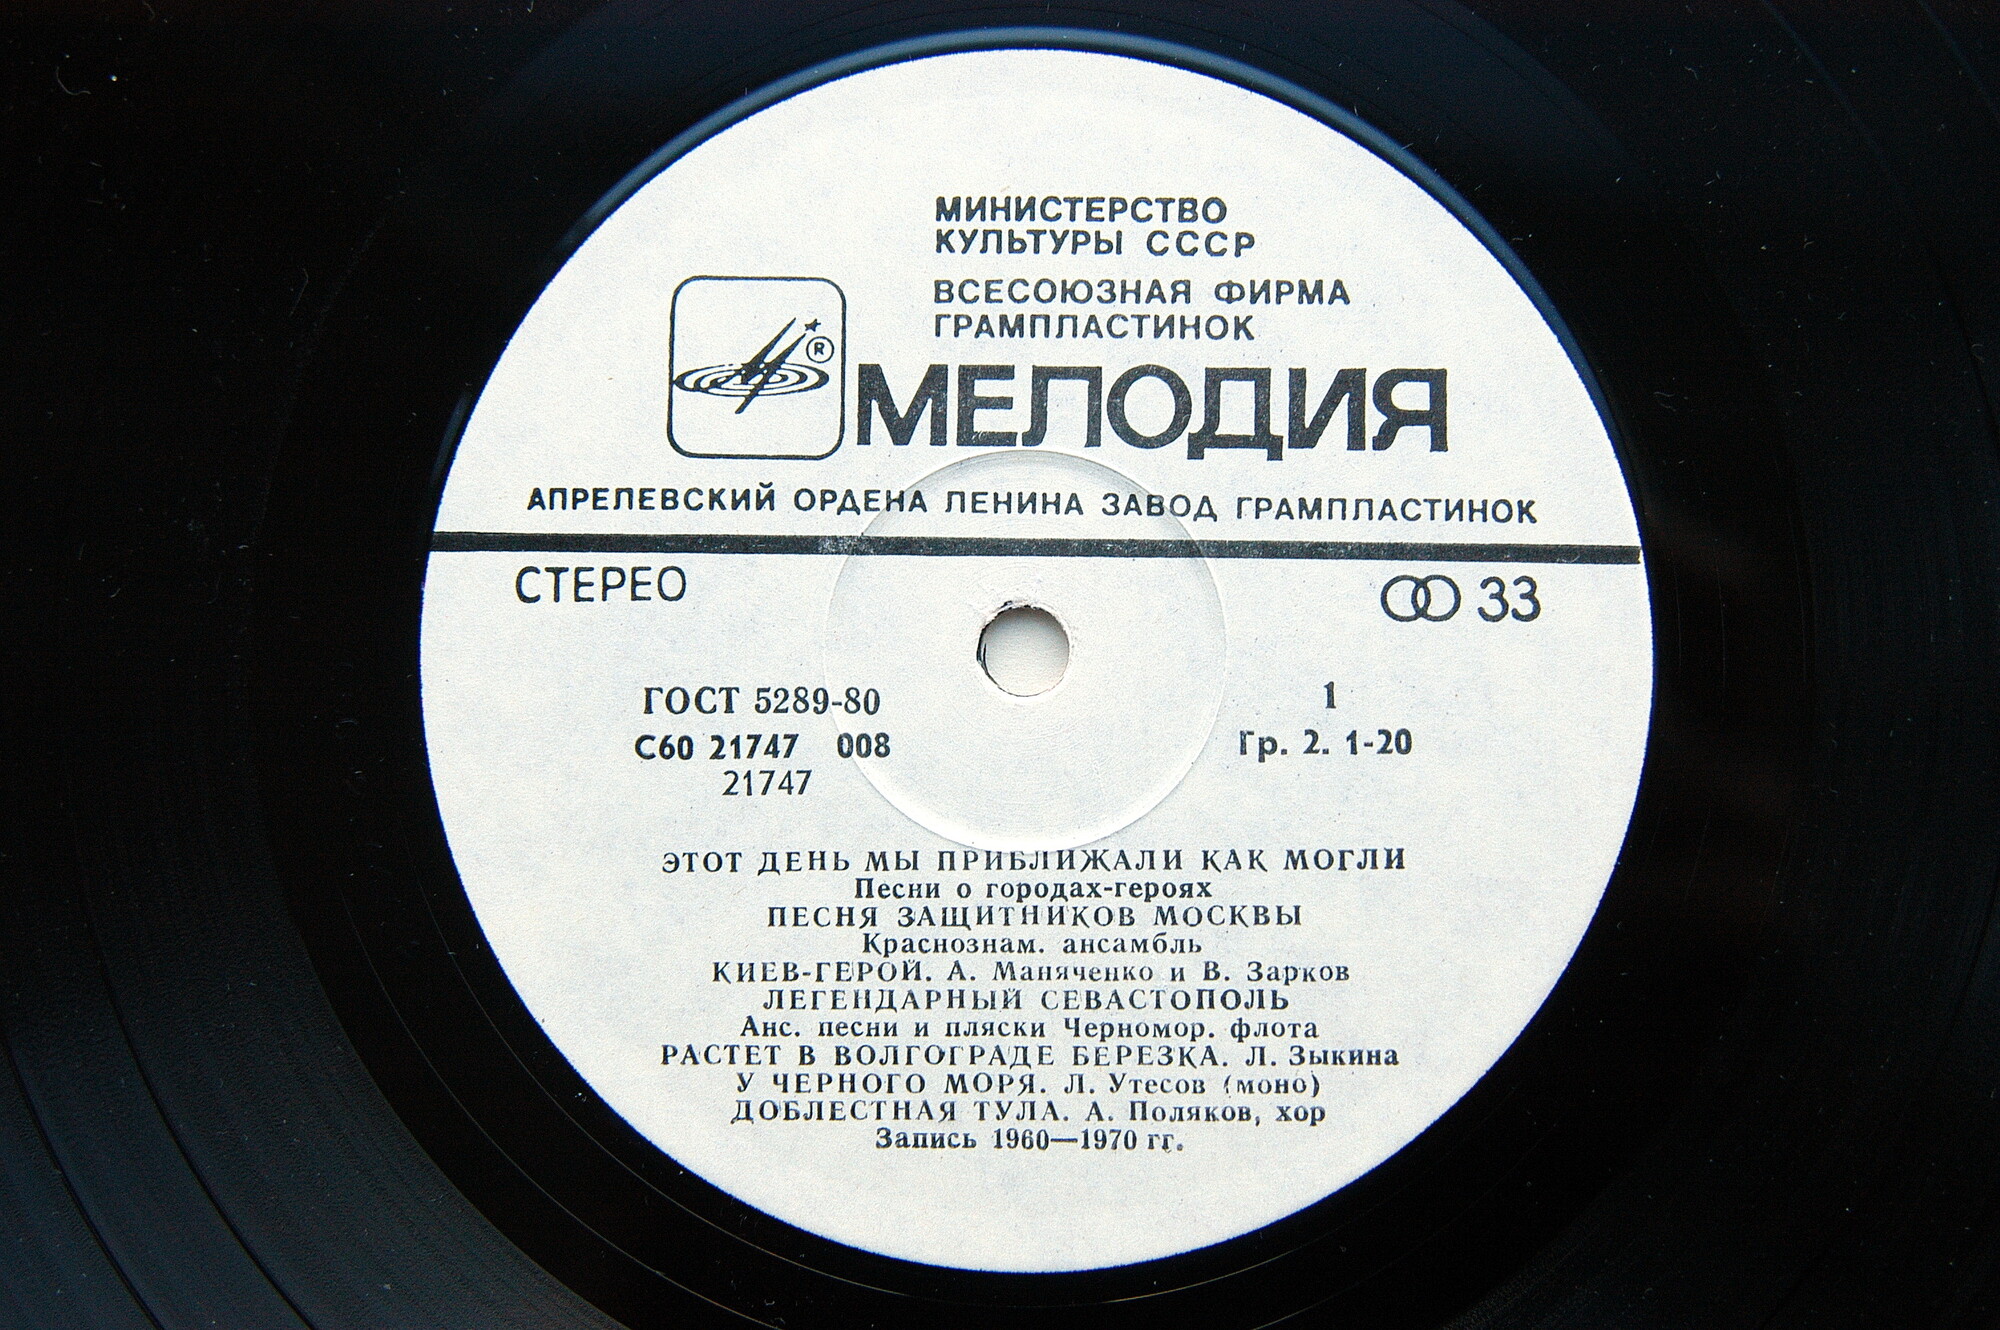 МИНИСТЕРСТВО
КУЛЬТУРЫ СССР
ВСЕСОЮЗНАЯ ФИРМА
ГРАМПЛАСТИНОК
®
МЕЛОДИЯ
АПРЕЛЕВСКИЙ ОРДЕНА ЛЕНИНА ЗАВОД ГРАМПЛАСТИНОК
СТЕРЕО 33
ГОСТ 5289-80 1
С60 21747 008 Гр. 2. 1-20
21747
ЭТОТ ДЕНЬ МЫ ПРИБЛИЖАЛИ КАК МОГЛИ
Песни о городах-героях
ПЕСНЯ ЗАЩИТНИКОВ МОСКВЫ
Краснознам. ансамбль
КИЕВ-ГЕРОЙ. А. Маняченко и В. Зарков
ЛЕГЕНДАРНЫЙ СЕВАСТОПОЛЬ
Анс. песни и пляски Черномор. флота
РАСТЕТ В ВОЛГОГРАДЕ БЕРЕЗКА. Л. Зыкина
У ЧЕРНОГО МОРЯ. Л. Утесов (моно)
ДОБЛЕСТНАЯ ТУЛА. А. Поляков, хор
Запись 1960—1970 гг.